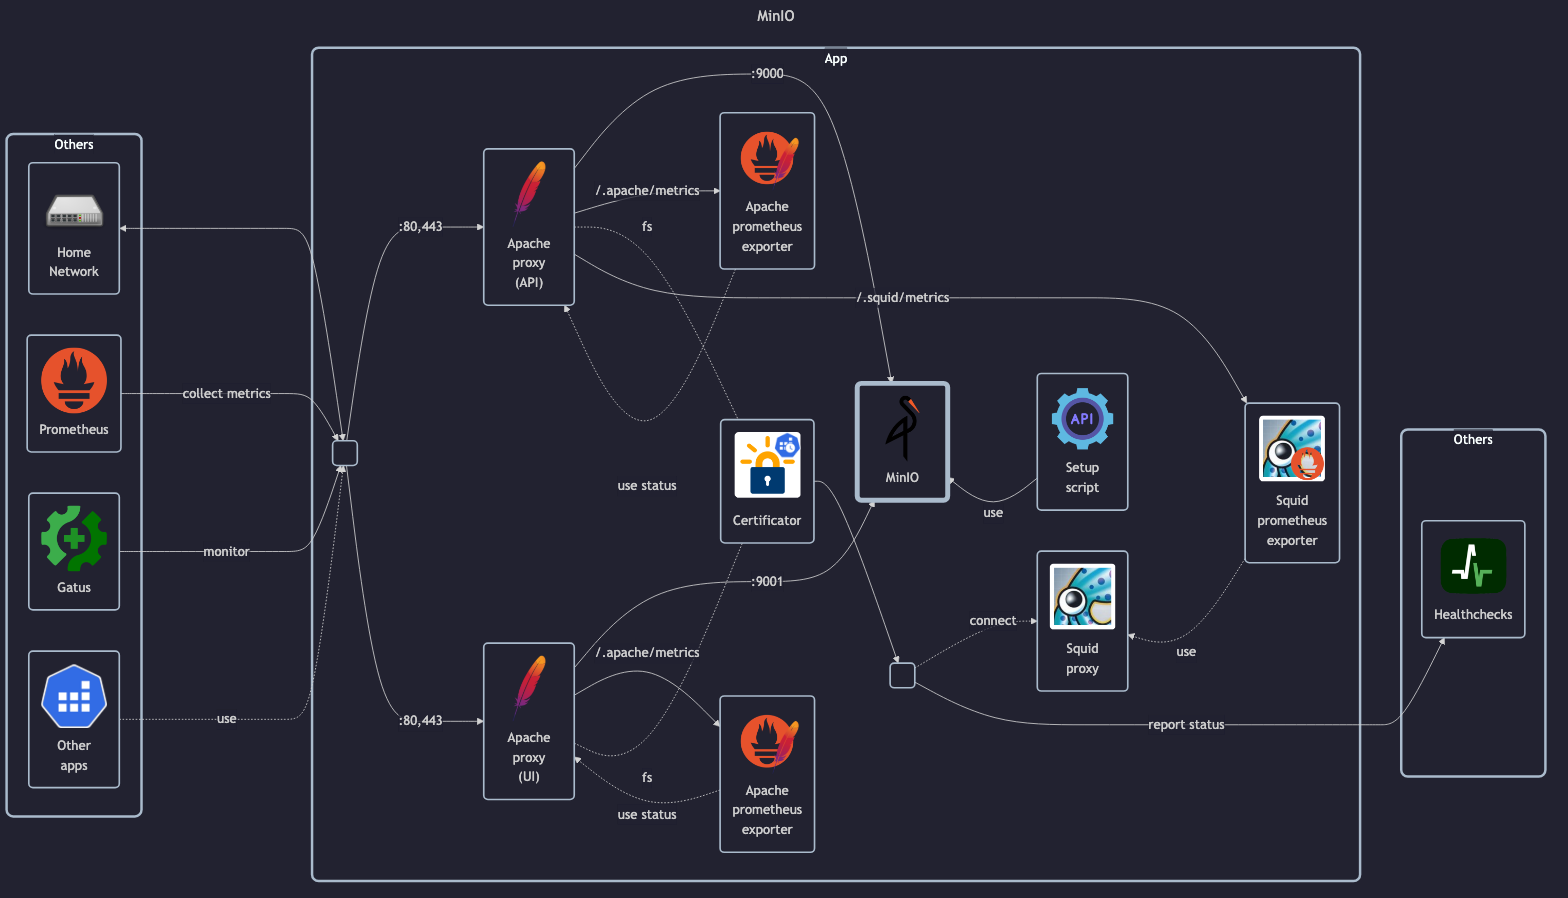 MinIO
App
Others
Home
Network
Prometheus
Gatus
Other
apps
collect metrics
monitor
use
:80,443
:80,443
Apache
proxy
(API)
:9000
/.apache/metrics
fs
Apache
prometheus
exporter
/.squid/metrics
use status
Certificator
MinIO
API
Setup
script
use
Squid
prometheus
exporter
:9001
connect
Squid
proxy
use
Apache
proxy
(UI)
/.apache/metrics
fs
use status
Apache
prometheus
exporter
report status
Others
Healthchecks